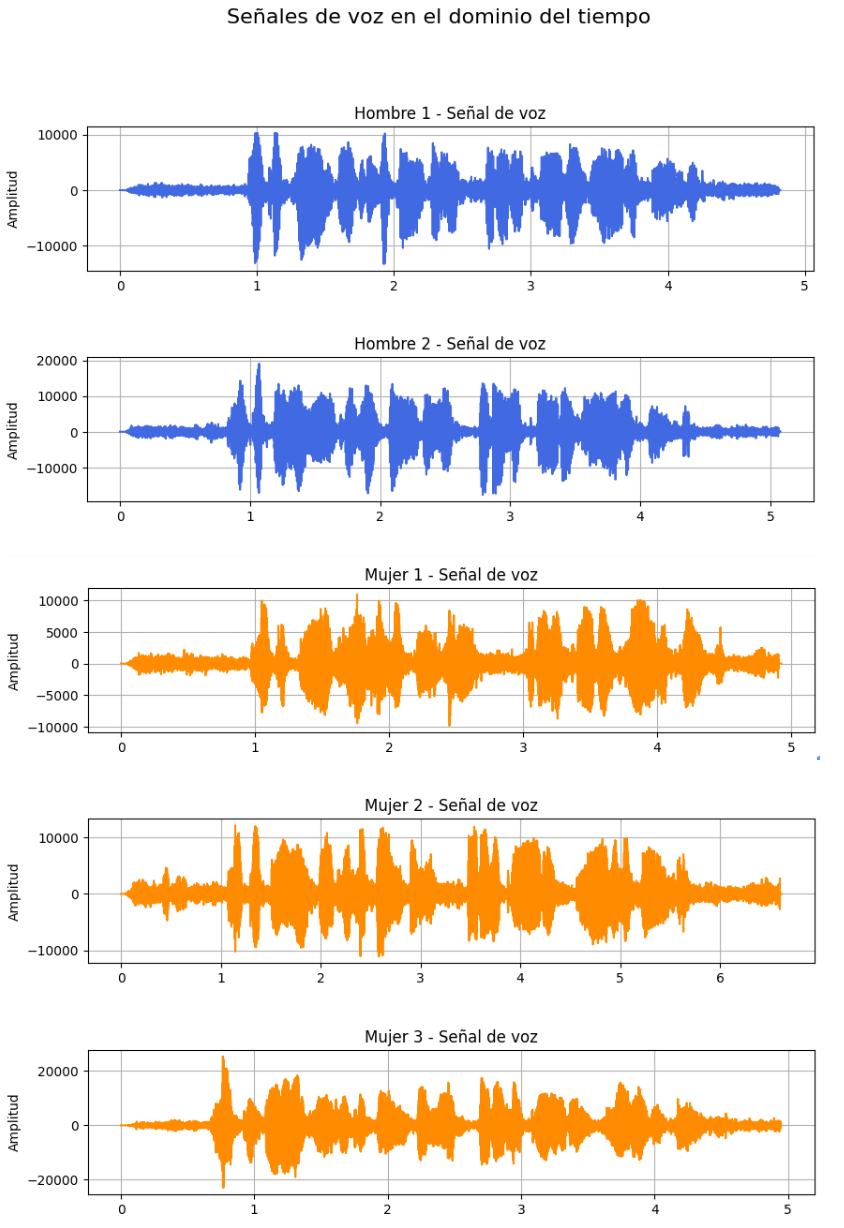 Señales de voz en el dominio del tiempo
Hombre 1 - Señal de voz
10000
0
−10000
Amplitud
0 1 2 3 4 5
Hombre 2 - Señal de voz
20000
10000
0
−10000
Amplitud
0 1 2 3 4 5
Mujer 1 - Señal de voz
10000
5000
0
−5000
−10000
Amplitud
0 1 2 3 4 5
Mujer 2 - Señal de voz
10000
0
−10000
Amplitud
0 1 2 3 4 5 6
Mujer 3 - Señal de voz
20000
0
−20000
Amplitud
0 1 2 3 4 5